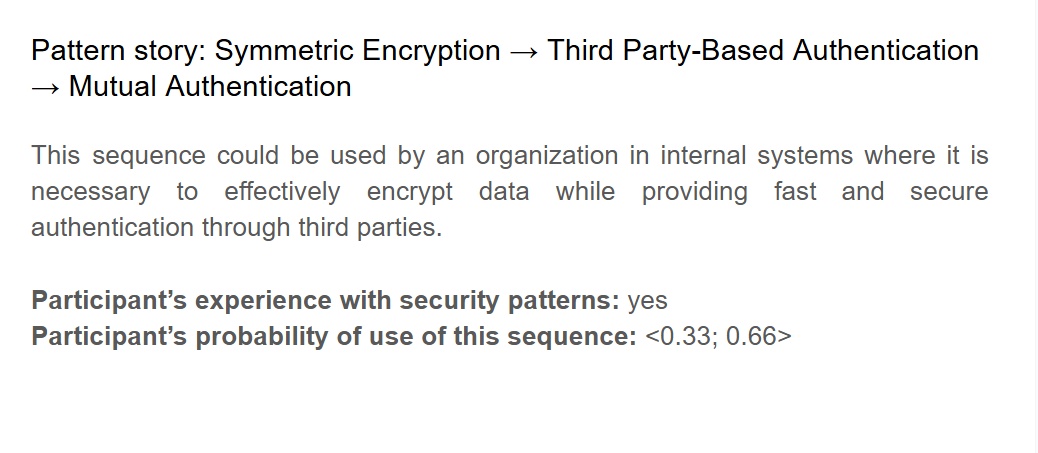 Pattern story: Symmetric Encryption → Third Party-Based Authentication
→ Mutual Authentication
This sequence could be used by an organization in internal systems where it is
necessary to effectively encrypt data while providing fast and secure
authentication through third parties.
Participant’s experience with security patterns: yes
Participant’s probability of use of this sequence: <0.33; 0.66>